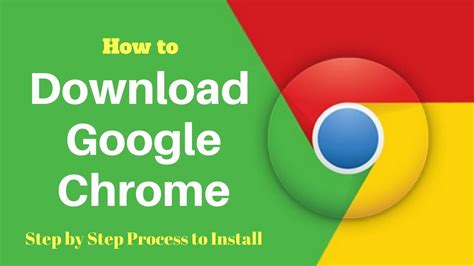 How to
Download
Google
Chrome
Step by Step Process to Install